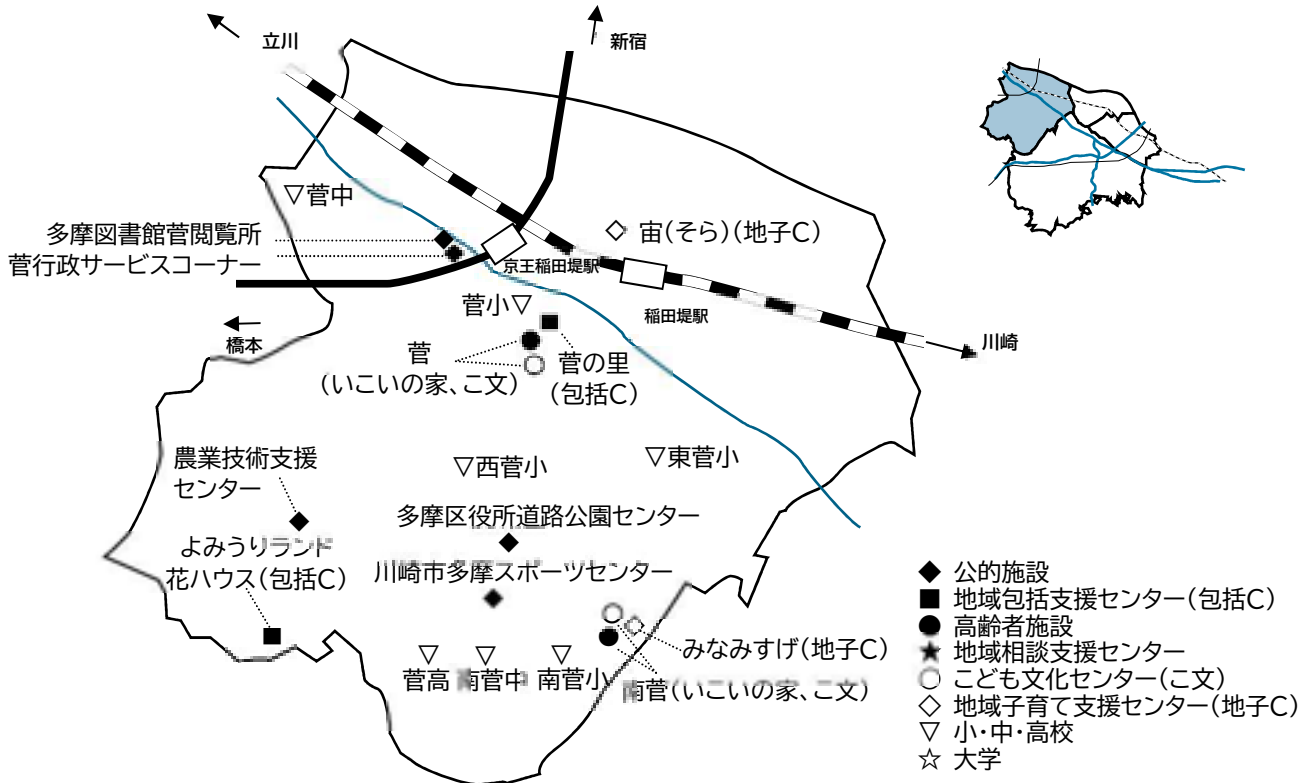 立川
新宿
▽菅中
多摩図書館菅閲覧所
菅行政サービスコーナー
宙(そら)(地子C)
京王稲田堤駅
稲田堤駅
菅小▽
橋本
川崎
菅
(いこいの家、こ文)
菅の里
(包括C)
農業技術支援
センター
▽西菅小
▽東菅小
多摩区役所道路公園センター
よみうりランド
花ハウス(包括C)
川崎市多摩スポーツセンター
みなみすげ(地子C)
菅高
南菅中
南菅小
南菅(いこいの家、こ文)
◆ 公的施設
■ 地域包括支援センター(包括C)
● 高齢者施設
★ 地域相談支援センター
○ こども文化センター(こ文)
◇ 地域子育て支援センター(地子C)
▽ 小・中・高校
☆ 大学